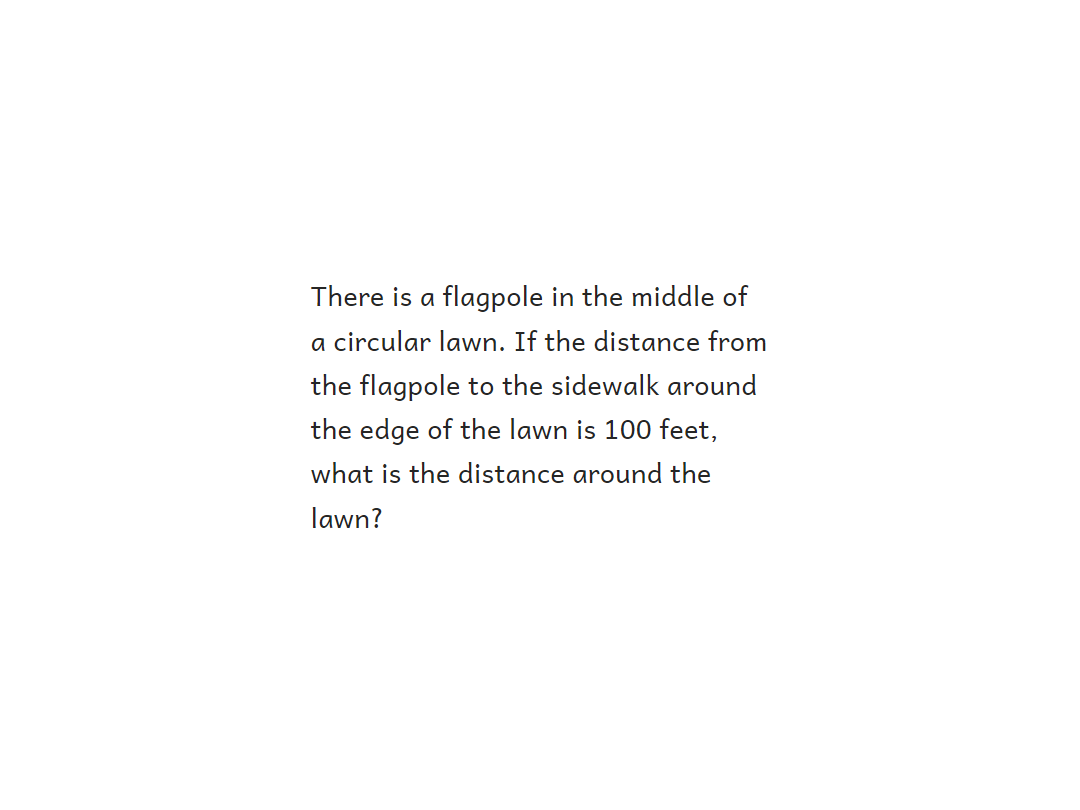 There is a flagpole in the middle of
a circular lawn. If the distance from
the flagpole to the sidewalk around
the edge of the lawn is 100 feet,
what is the distance around the
lawn?